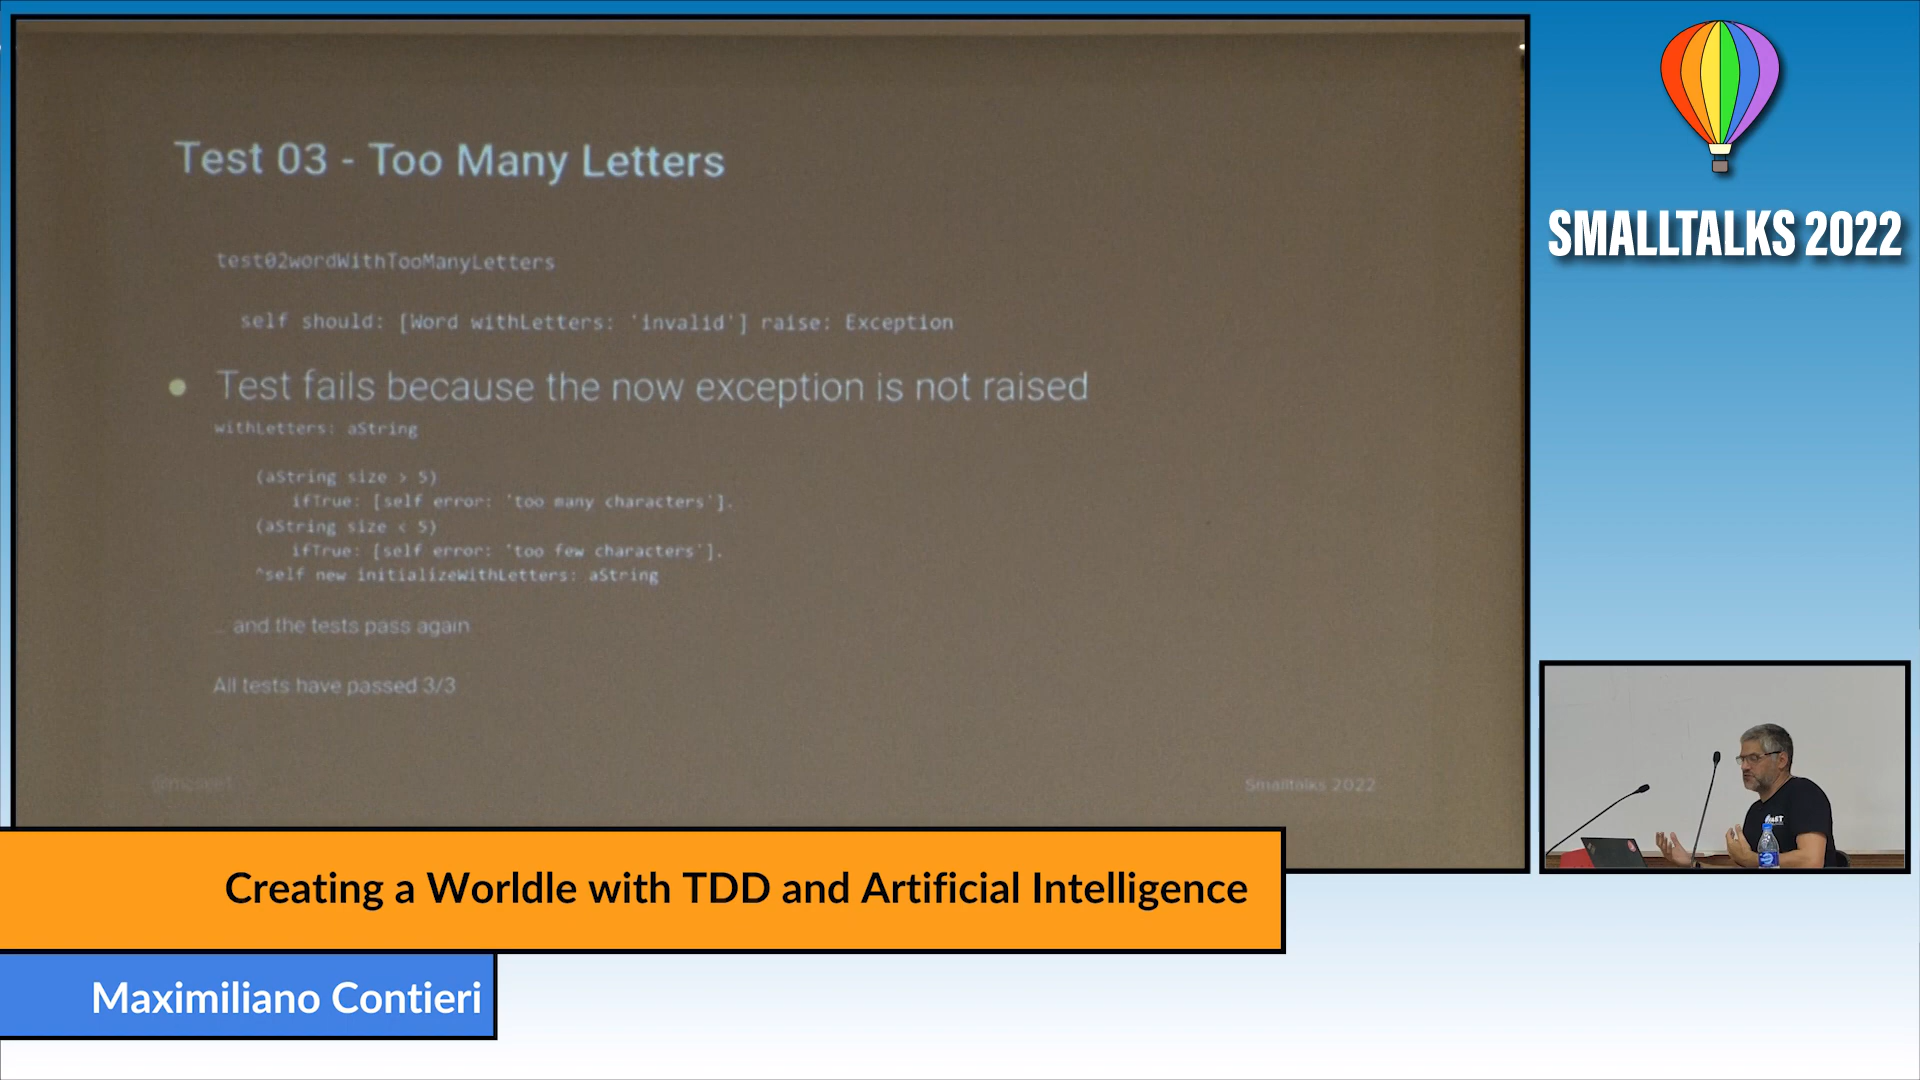 Test 03 - Too Many Letters
test02wordWithTooManyLetters
self should: [Word withLetters: 'invalid'] raise: Exception
● Test fails because the now exception is not raised
withLetters: aString
(aString size > 5)
ifTrue: [self error: 'too many characters'].
(aString size < 5)
ifTrue: [self error: 'too few characters'].
^self new initializeWithLetters: aString
and the tests pass again
All tests have passed 3/3
Smalltalks 2022
SMALLTALKS 2022
Creating a Worldle with TDD and Artificial Intelligence
Maximiliano Contieri